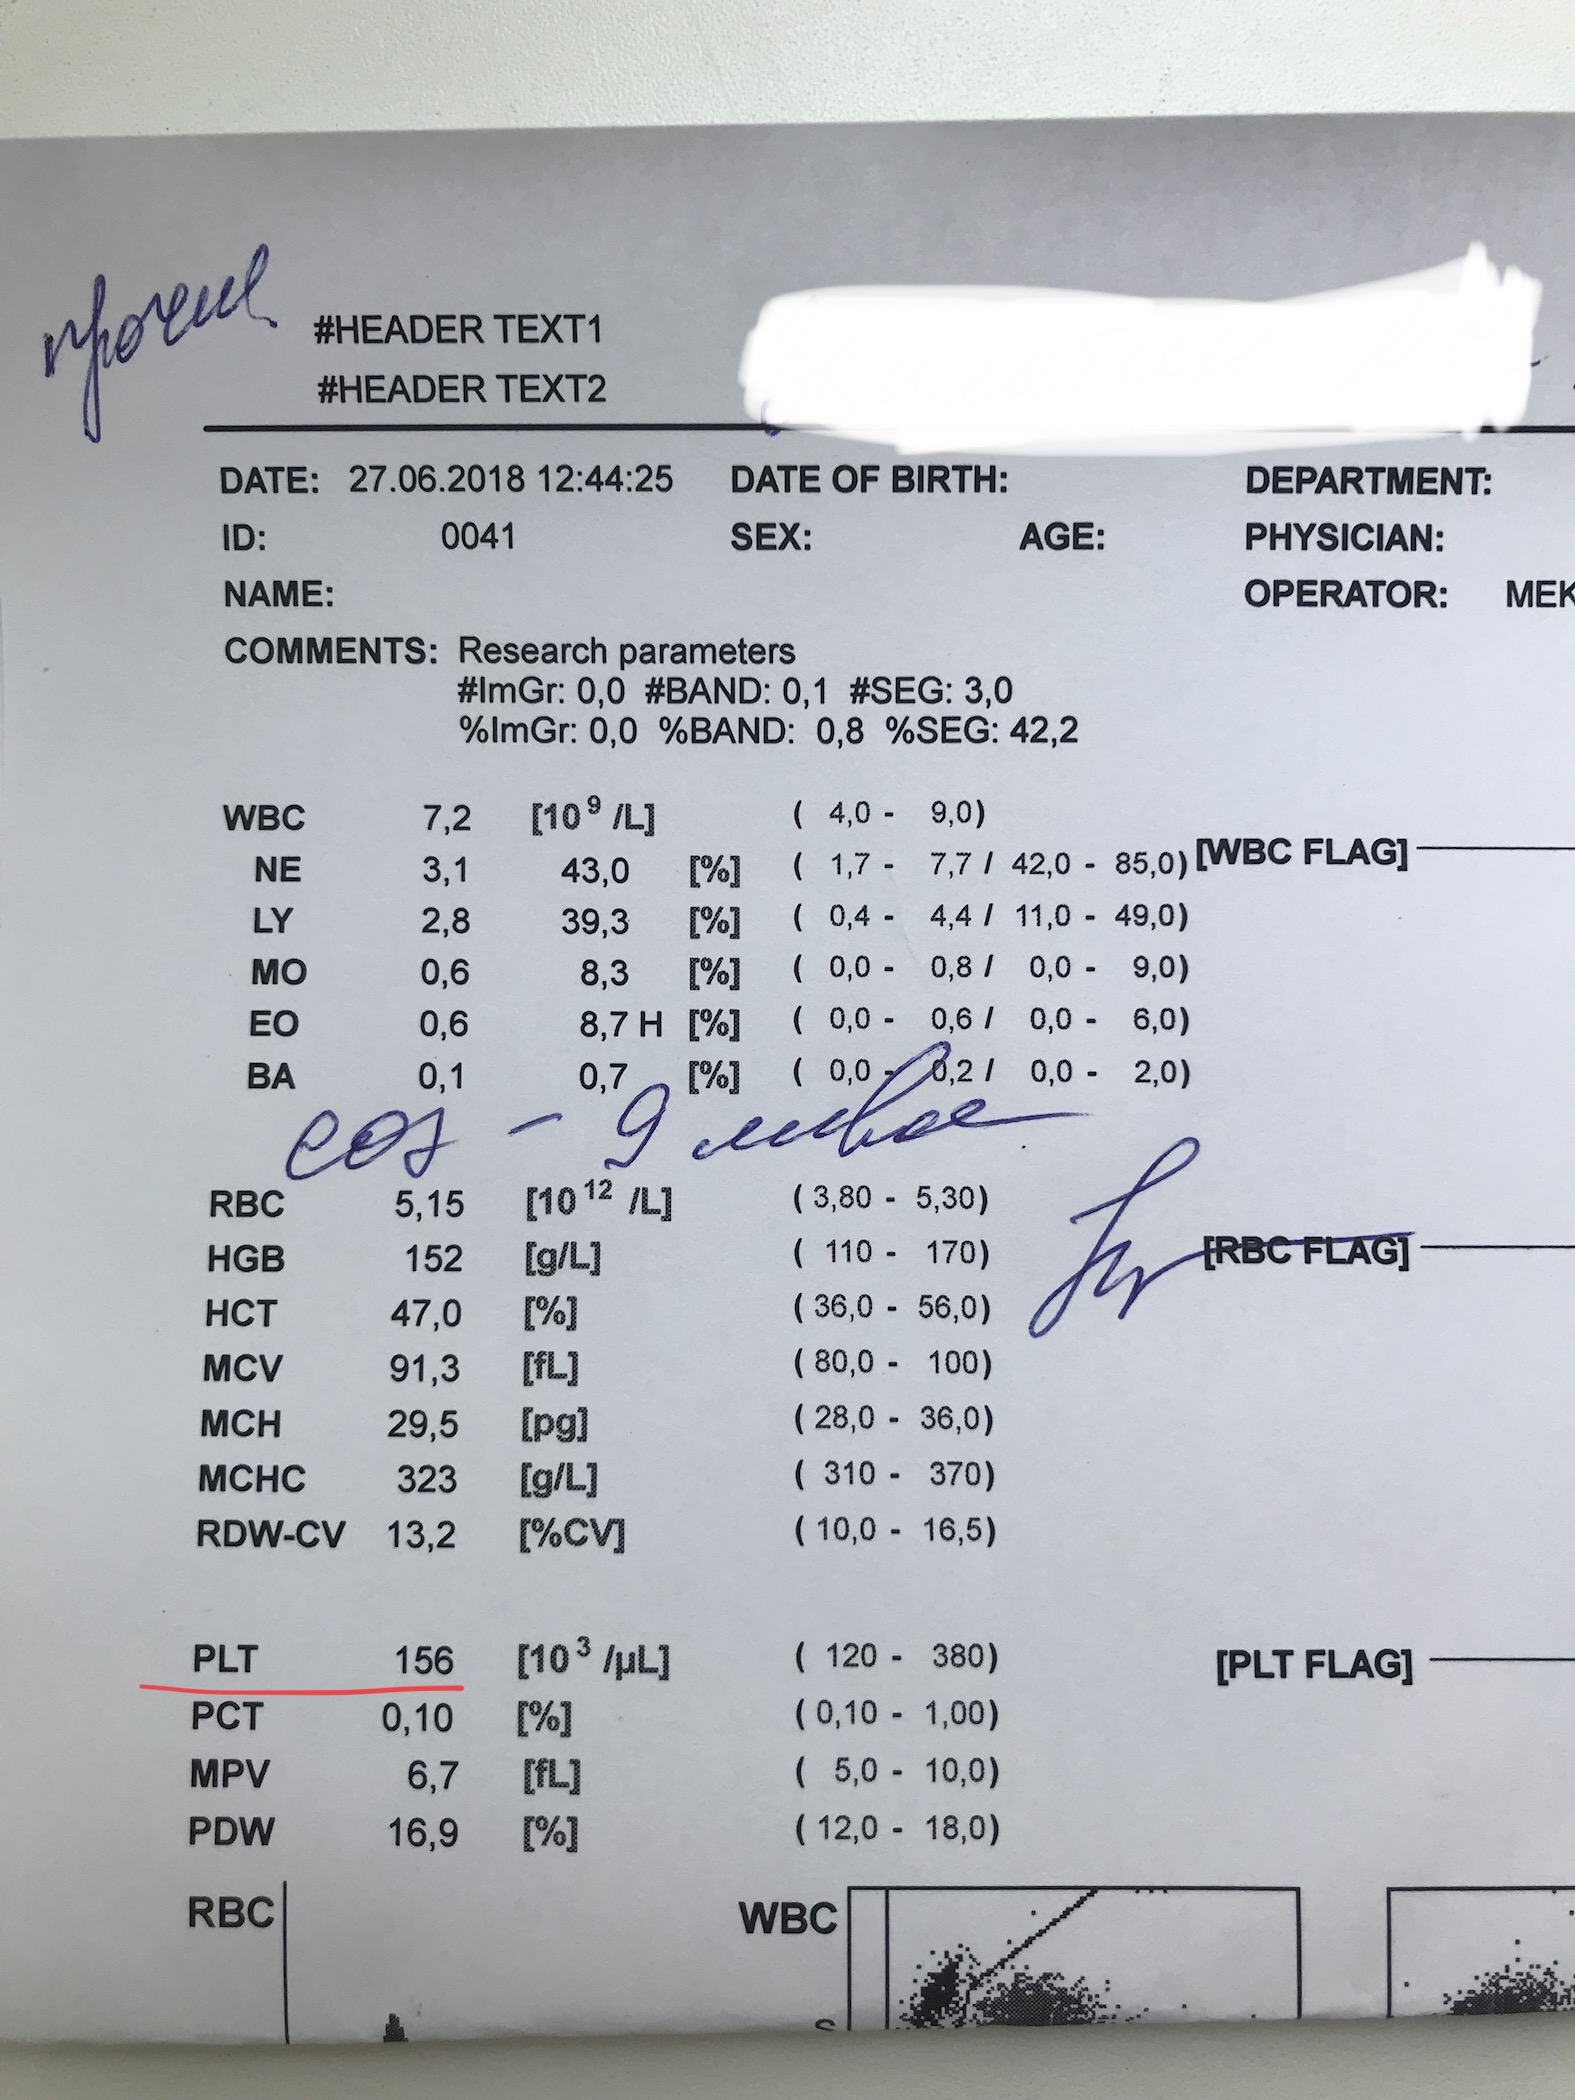 #HEADER TEXT1
#HEADER TEXT2
DATE: 27.06.2018 12:44:25 DATE OF BIRTH: DEPARTMENT:
ID: 0041 SEX: AGE: PHYSICIAN:
NAME: OPERATOR: MEK
COMMENTS: Research parameters
#ImGr: 0,0 #BAND: 0,1 #SEG: 3,0
%ImGr: 0,0 %BAND: 0,8 %SEG: 42,2
WBC 7,2 [10^9 /L] ( 4,0 - 9,0)
NE 3,1 43,0 [%] ( 1,7 - 7,7 / 42,0 - 85,0) [WBC FLAG]
LY 2,8 39,3 [%] ( 0,4 - 4,4 / 11,0 - 49,0)
MO 0,6 8,3 [%] ( 0,0 - 0,8 / 0,0 - 9,0)
EO 0,6 8,7 H [%] ( 0,0 - 0,6 / 0,0 - 6,0)
BA 0,1 0,7 [%] ( 0,0 - 0,2 / 0,0 - 2,0)
соэ - 9
RBC 5,15 [10^12 /L] ( 3,80 - 5,30)
HGB 152 [g/L] ( 110 - 170) [RBC FLAG]
HCT 47,0 [%] ( 36,0 - 56,0)
MCV 91,3 [fL] ( 80,0 - 100)
MCH 29,5 [pg] ( 28,0 - 36,0)
MCHC 323 [g/L] ( 310 - 370)
RDW-CV 13,2 [%CV] ( 10,0 - 16,5)
PLT 156 [10^3 /µL] ( 120 - 380) [PLT FLAG]
PCT 0,10 [%] ( 0,10 - 1,00)
MPV 6,7 [fL] ( 5,0 - 10,0)
PDW 16,9 [%] ( 12,0 - 18,0)
RBC WBC
S